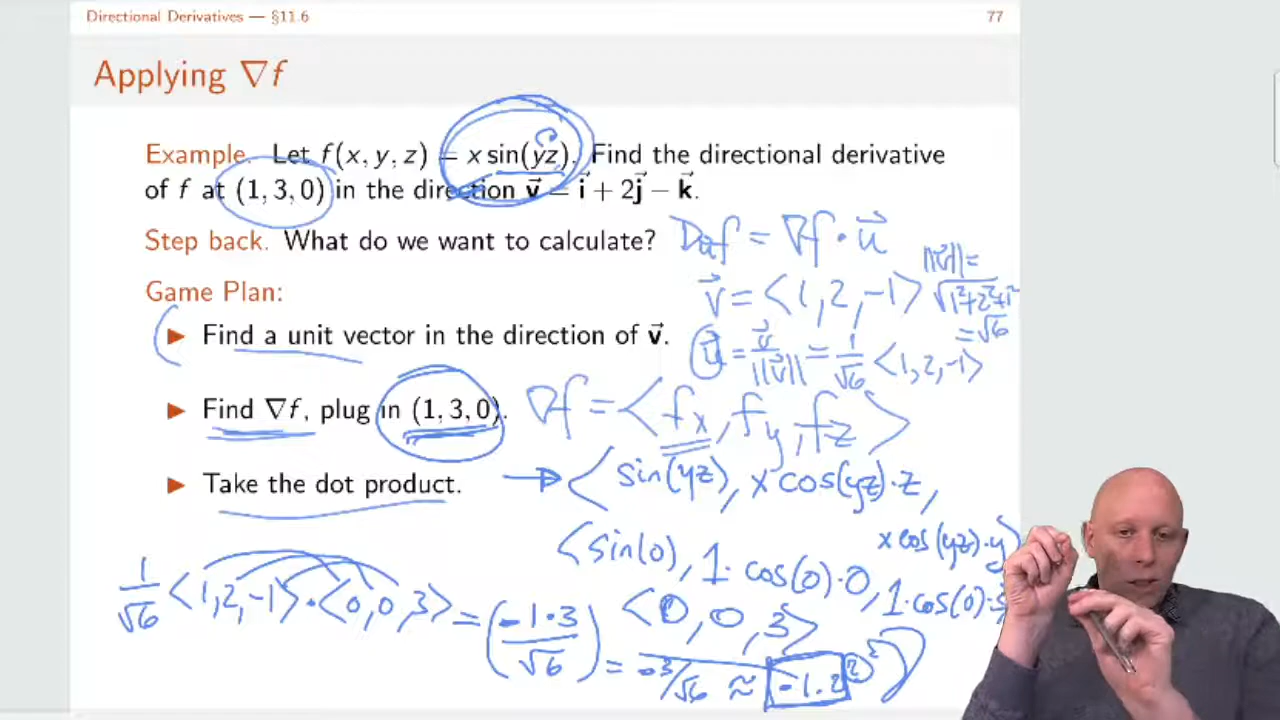 Directional Derivatives — §11.6 77
Applying ∇f
Example. Let f(x, y, z) = x sin(yz). Find the directional derivative
of f at (1, 3, 0) in the direction v⃗ = i⃗ + 2j⃗ − k⃗.
Step back. What do we want to calculate? Duf = ∇f · u⃗
||v⃗|| =
v⃗ = <1, 2, −1> √1²+2²+1²
= √6
Game Plan:
▶ Find a unit vector in the direction of v⃗. u⃗ = v⃗/||v⃗|| = 1/√6 <1, 2, −1>
▶ Find ∇f, plug in (1, 3, 0). ∇f = <fx, fy, fz>
▶ Take the dot product. → <sin(yz), x cos(yz)·z,
x cos(yz)·y>
<sin(0), 1·cos(0)·0, 1·cos(0)·3
<0, 0, 3>
1/√6 <1, 2, −1> · <0, 0, 3> = (−1·3/√6) = −3/√6 ≈ −1.2